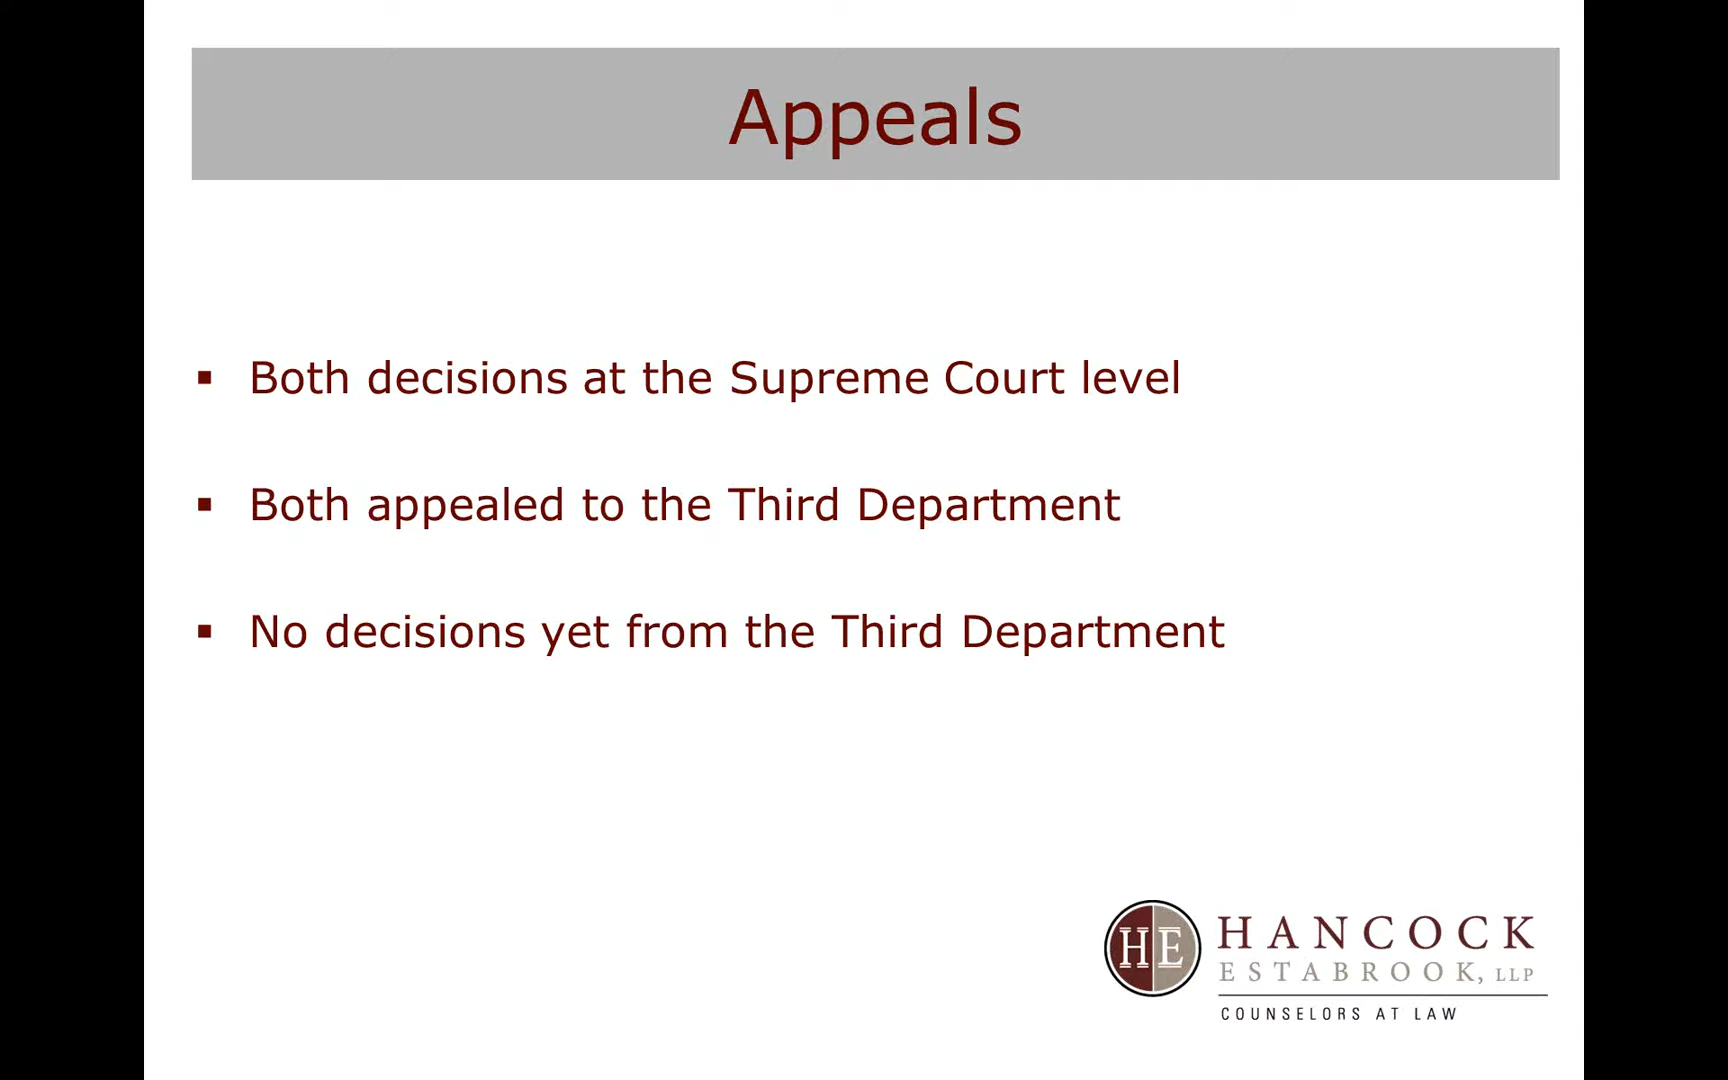 Appeals
▪ Both decisions at the Supreme Court level
▪ Both appealed to the Third Department
▪ No decisions yet from the Third Department
HE
HANCOCK
ESTABROOK, LLP
COUNSELORS AT LAW